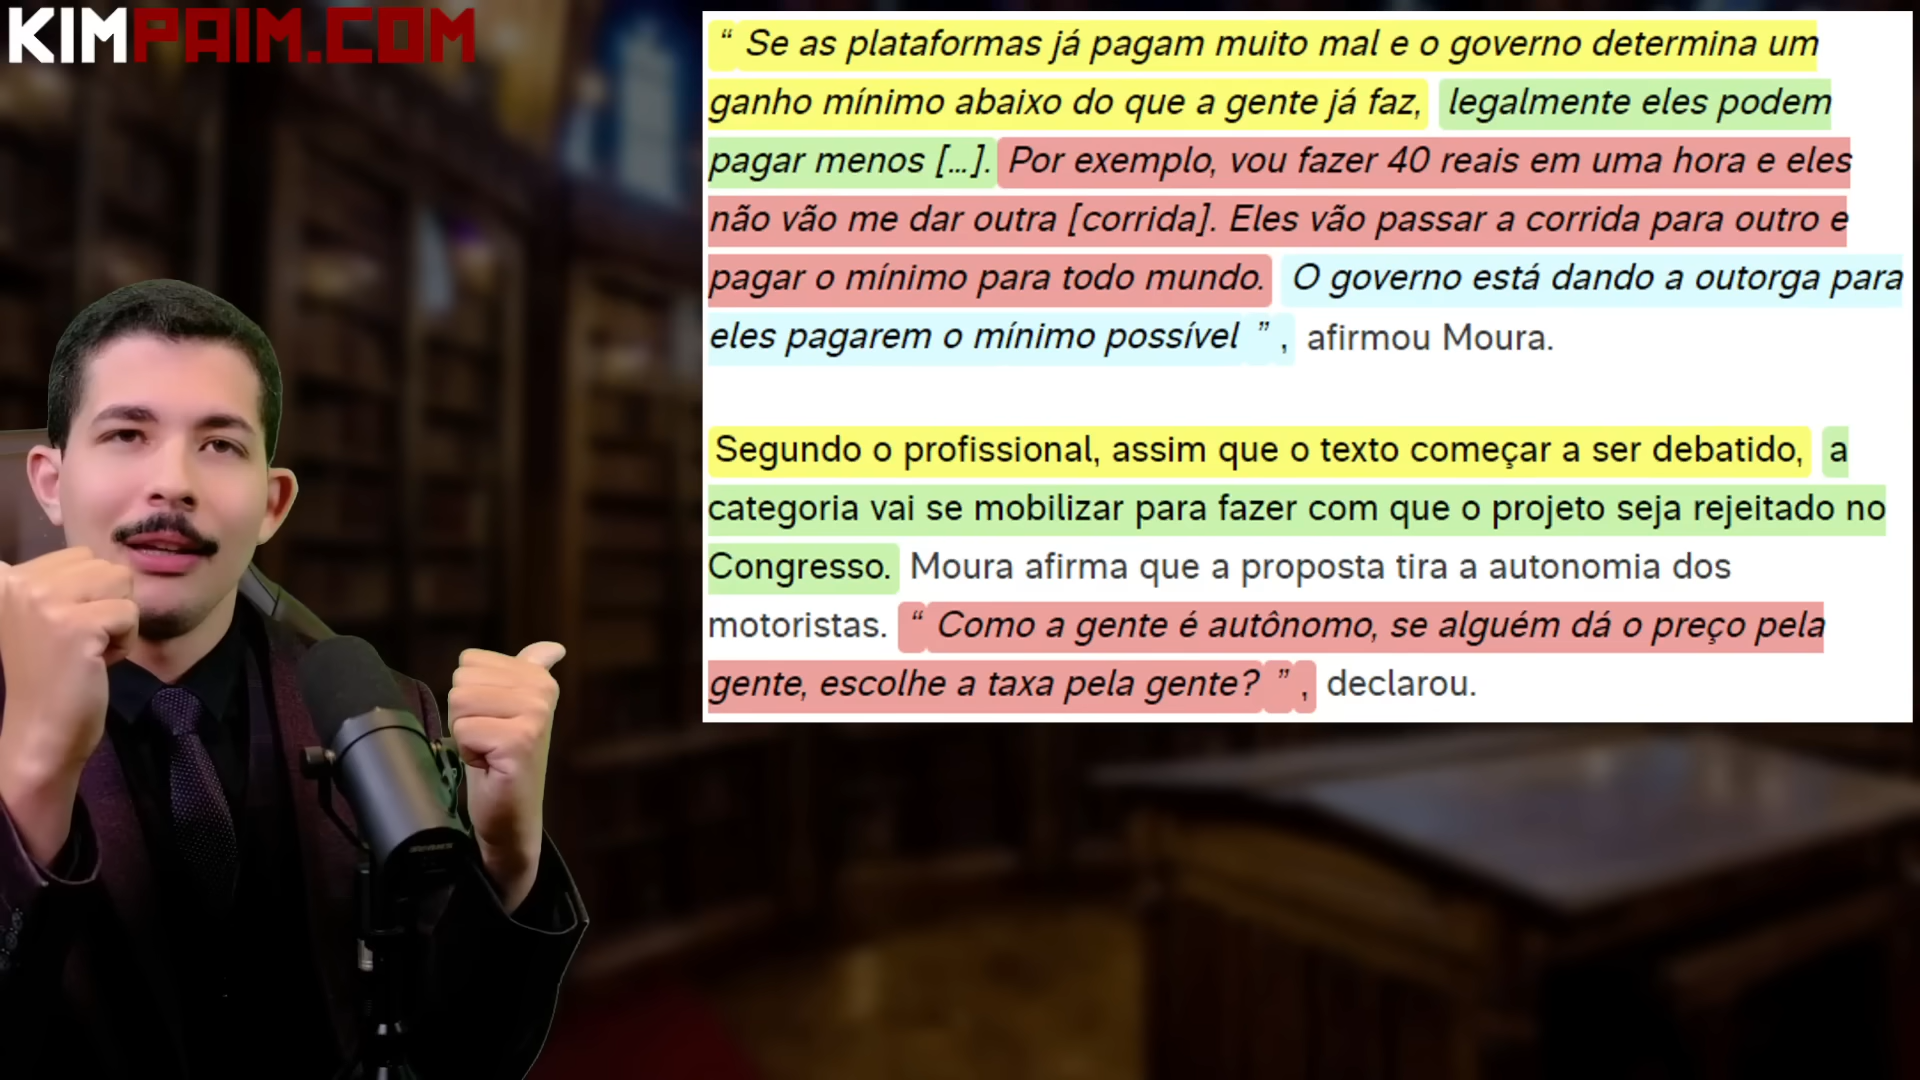 KIMPAIM.COM
“ Se as plataformas já pagam muito mal e o governo determina um
ganho mínimo abaixo do que a gente já faz, legalmente eles podem
pagar menos [...]. Por exemplo, vou fazer 40 reais em uma hora e eles
não vão me dar outra [corrida]. Eles vão passar a corrida para outro e
pagar o mínimo para todo mundo. O governo está dando a outorga para
eles pagarem o mínimo possível ” , afirmou Moura.
Segundo o profissional, assim que o texto começar a ser debatido, a
categoria vai se mobilizar para fazer com que o projeto seja rejeitado no
Congresso. Moura afirma que a proposta tira a autonomia dos
motoristas. “ Como a gente é autônomo, se alguém dá o preço pela
gente, escolhe a taxa pela gente? ” , declarou.